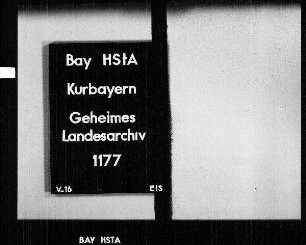 Bay HStA
Kurbayern
Geheimes
Landesarchiv
1177
V.16 EIS
BAY HSTA